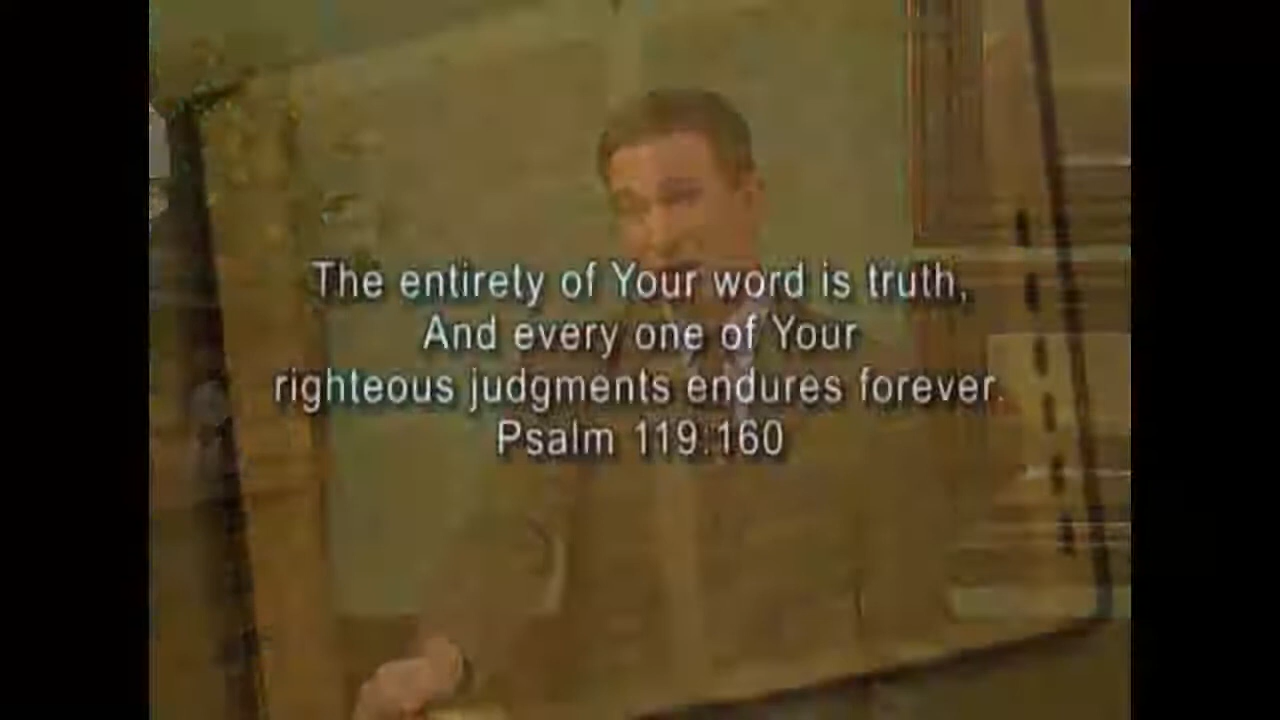 The entirety of Your word is truth,
And every one of Your
righteous judgments endures forever.
Psalm 119:160